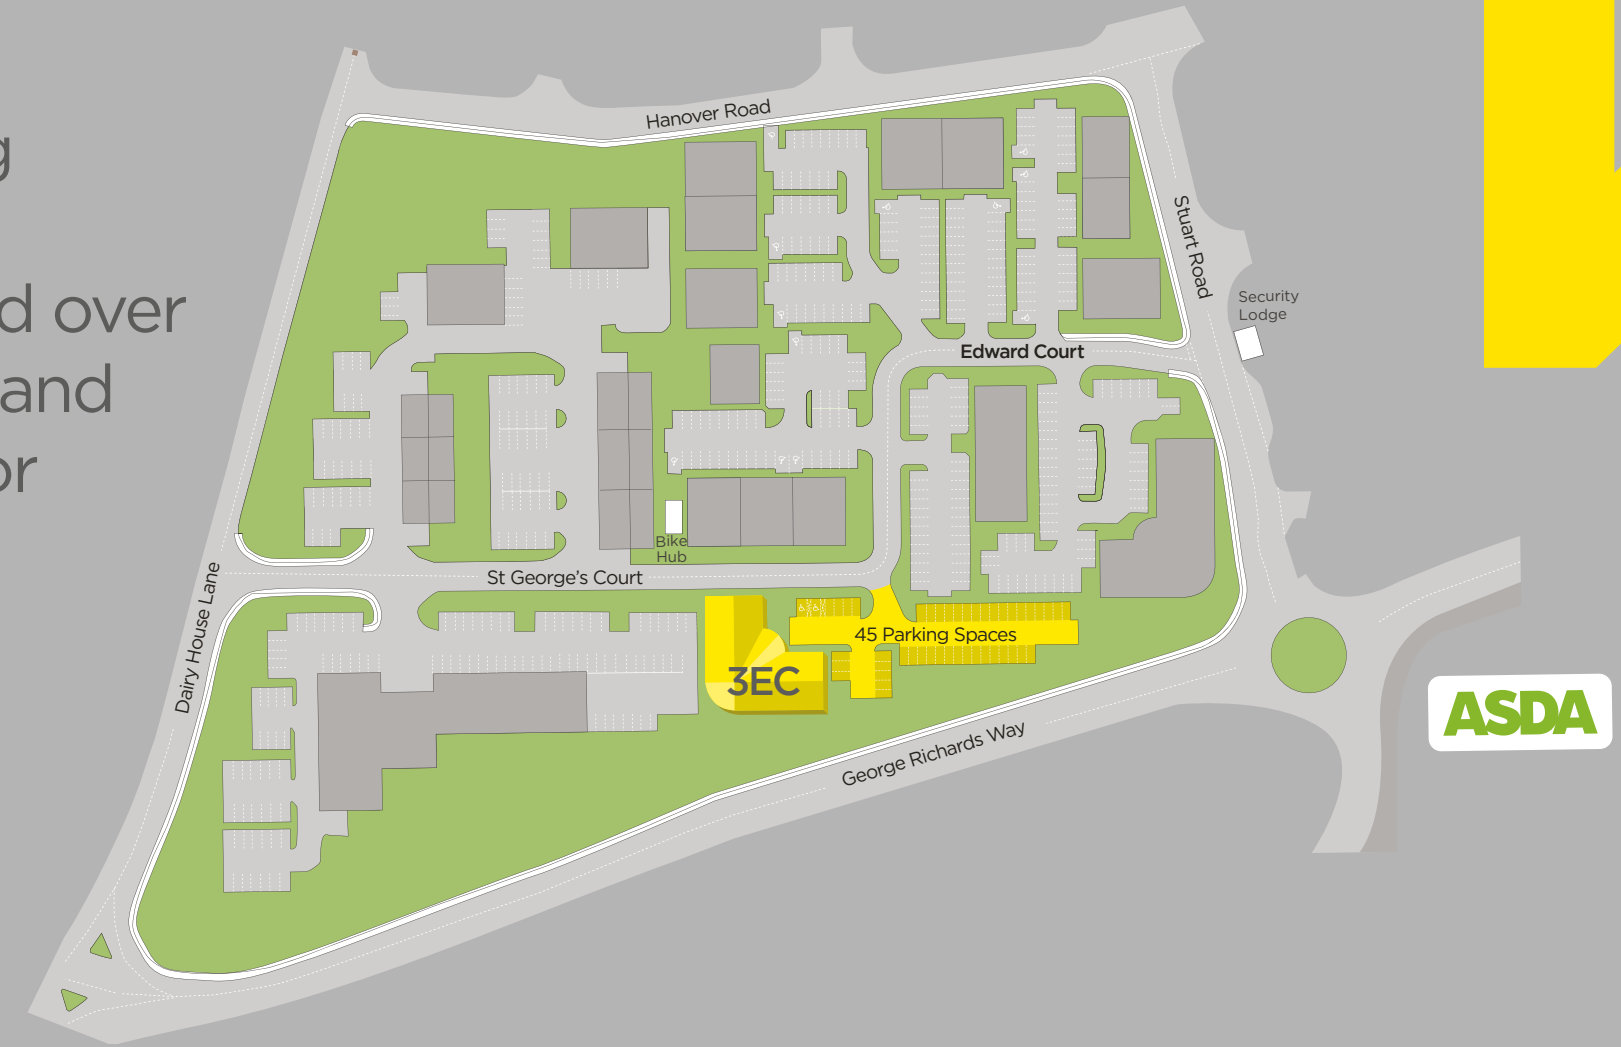 g
d over
and
or
Hanover Road
Stuart Road
Security
Lodge
Edward Court
Bike
Hub
St George's Court
Dairy House Lane
45 Parking Spaces
3EC
George Richards Way
ASDA